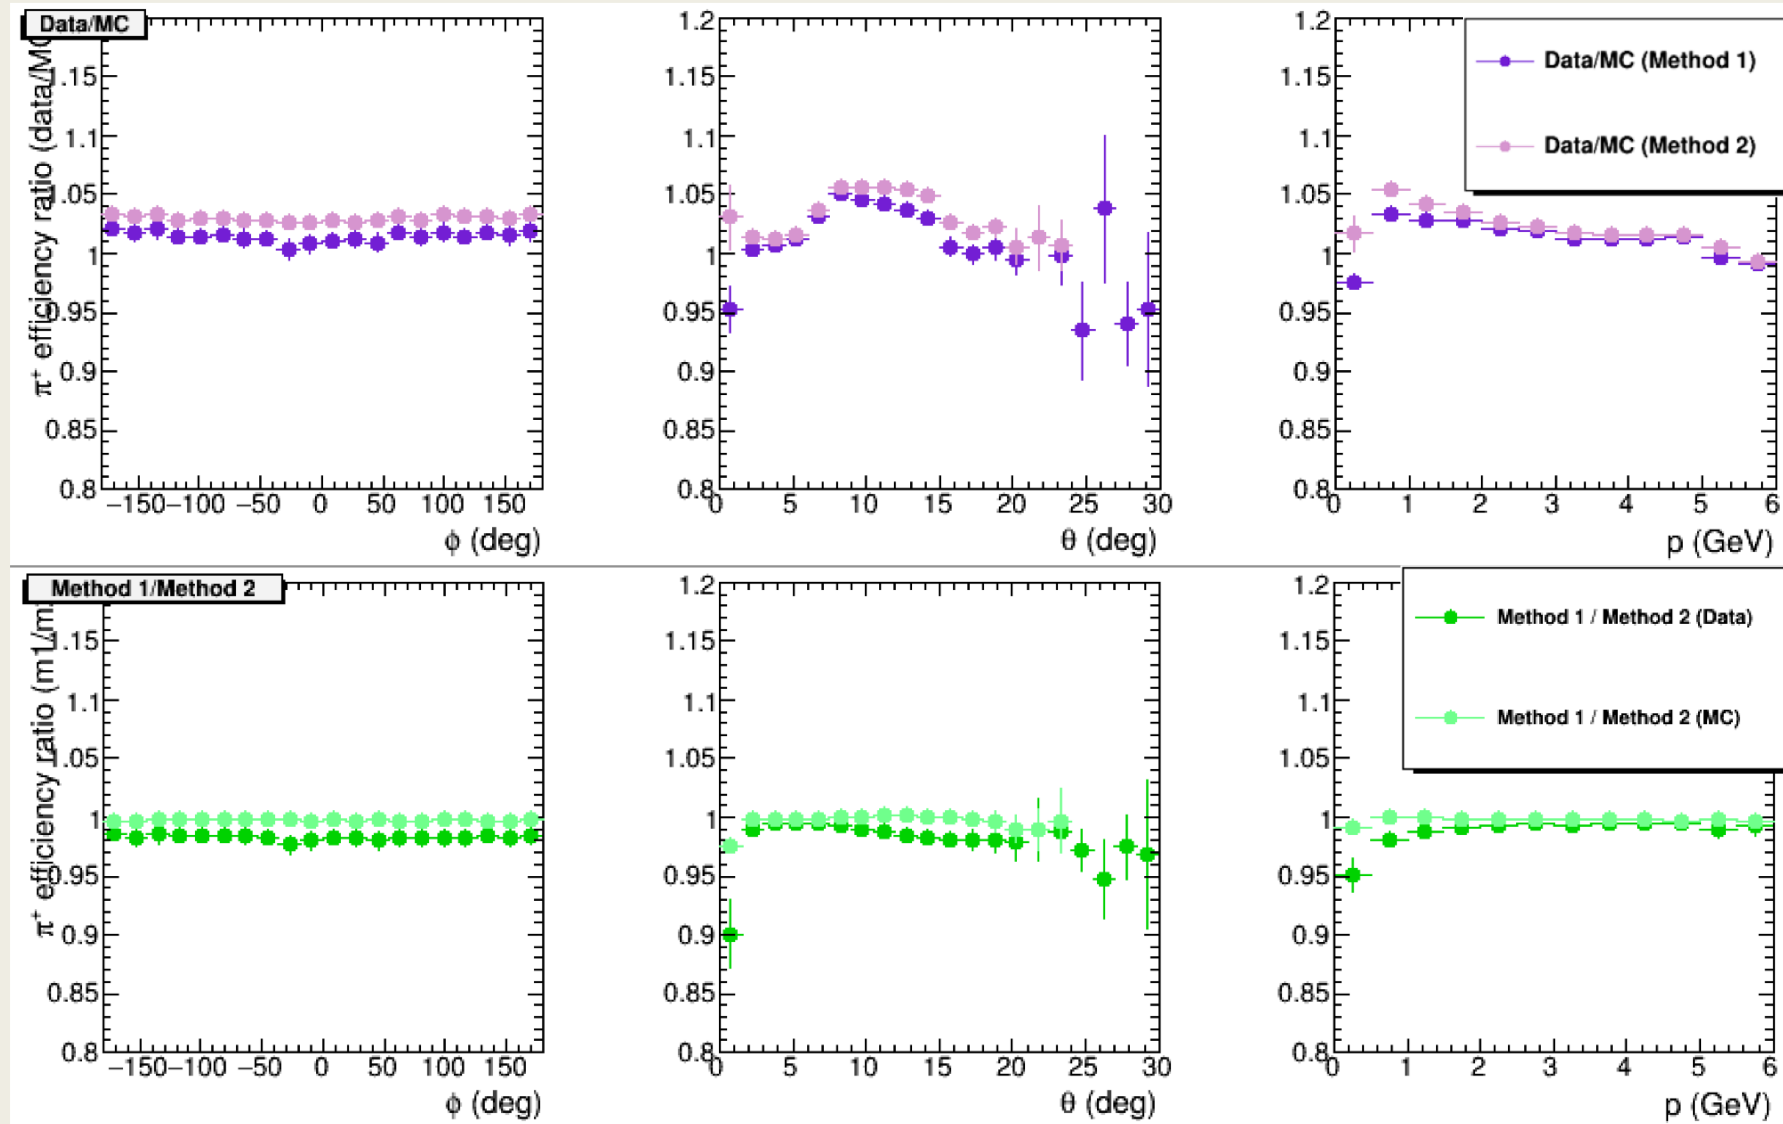 Data/MC
π⁺ efficiency ratio (data/MC
1.15
1.1
1.05
1
0.95
0.9
0.85
0.8
−150 −100 −50 0 50 100 150
ϕ (deg)
1.2
1.15
1.1
1.05
1
0.95
0.9
0.85
0.8
0 5 10 15 20 25 30
θ (deg)
1.2
1.15
1.1
1.05
1
0.95
0.9
0.85
0.8
0 1 2 3 4 5 6
p (GeV)
Data/MC (Method 1)
Data/MC (Method 2)
Method 1/Method 2
π⁺ efficiency ratio (m1/m
1.15
1.1
1.05
1
0.95
0.9
0.85
0.8
−150 −100 −50 0 50 100 150
ϕ (deg)
1.2
1.15
1.1
1.05
1
0.95
0.9
0.85
0.8
0 5 10 15 20 25 30
θ (deg)
1.2
1.15
1.1
1.05
1
0.95
0.9
0.85
0.8
0 1 2 3 4 5 6
p (GeV)
Method 1 / Method 2 (Data)
Method 1 / Method 2 (MC)